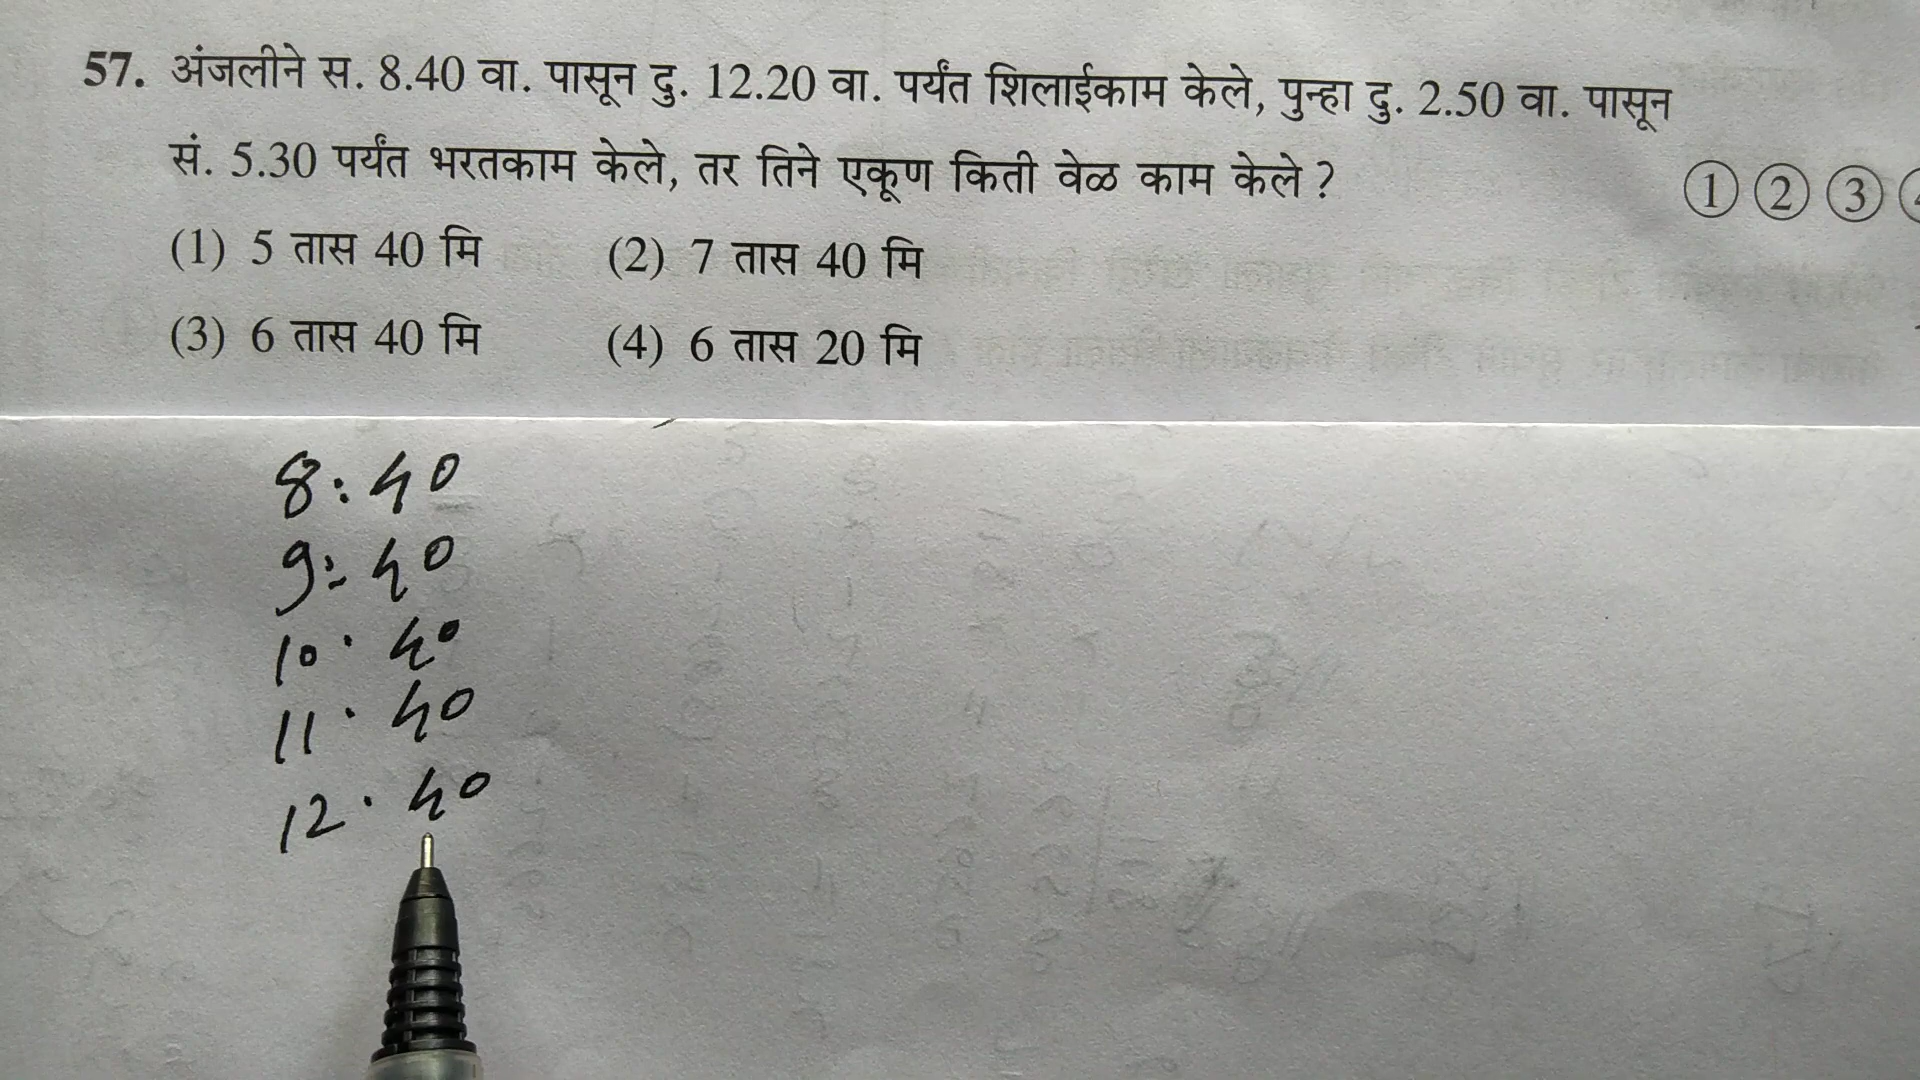 57. अंजलीने स. 8.40 वा. पासून दु. 12.20 वा. पर्यंत शिलाईकाम केले, पुन्हा दु. 2.50 वा. पासून
सं. 5.30 पर्यंत भरतकाम केले, तर तिने एकूण किती वेळ काम केले ?
① ② ③
(1) 5 तास 40 मि (2) 7 तास 40 मि
(3) 6 तास 40 मि (4) 6 तास 20 मि
8:40
9:40
10.40
11.40
12.40